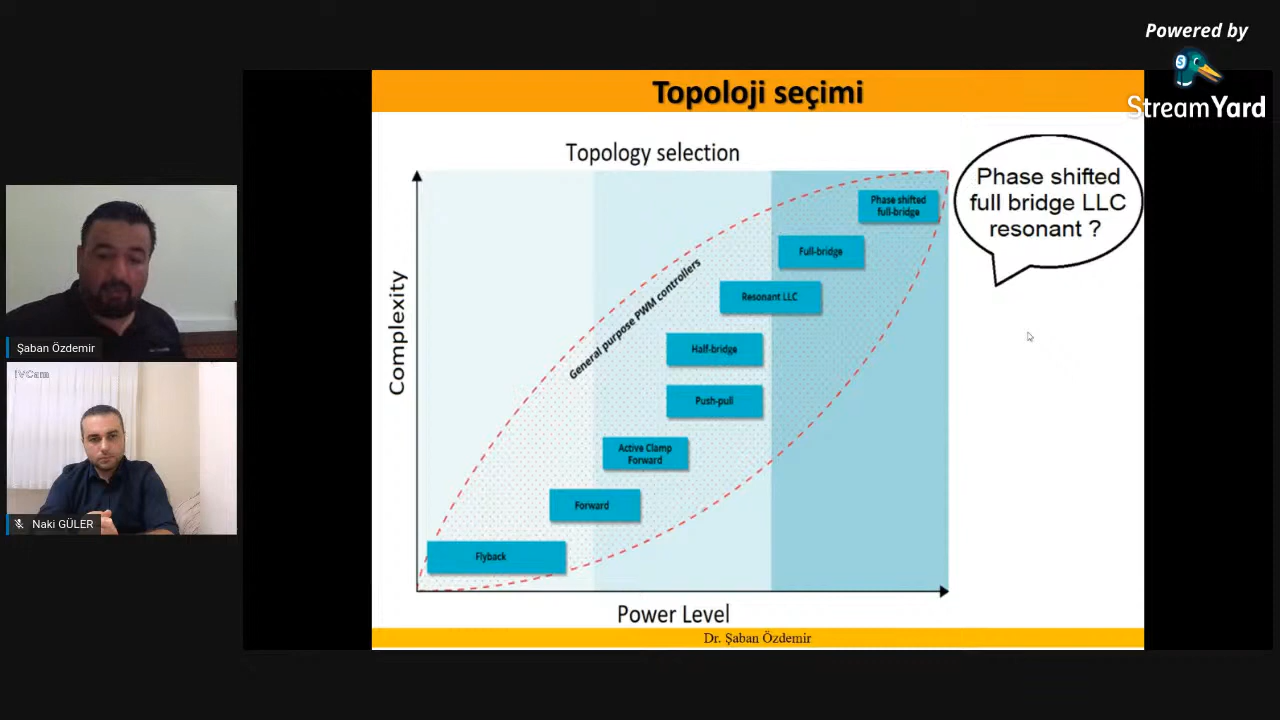 Powered by
StreamYard
Topoloji seçimi
Topology selection
Phase shifted
full bridge LLC
resonant ?
Phase shifted
full-bridge
Full-bridge
General purpose PWM controllers
Resonant LLC
Complexity
Half-bridge
Push-pull
Active Clamp
Forward
Forward
Flyback
Power Level
Dr. Şaban Özdemir
Şaban Özdemir
IVCam
Naki GÜLER